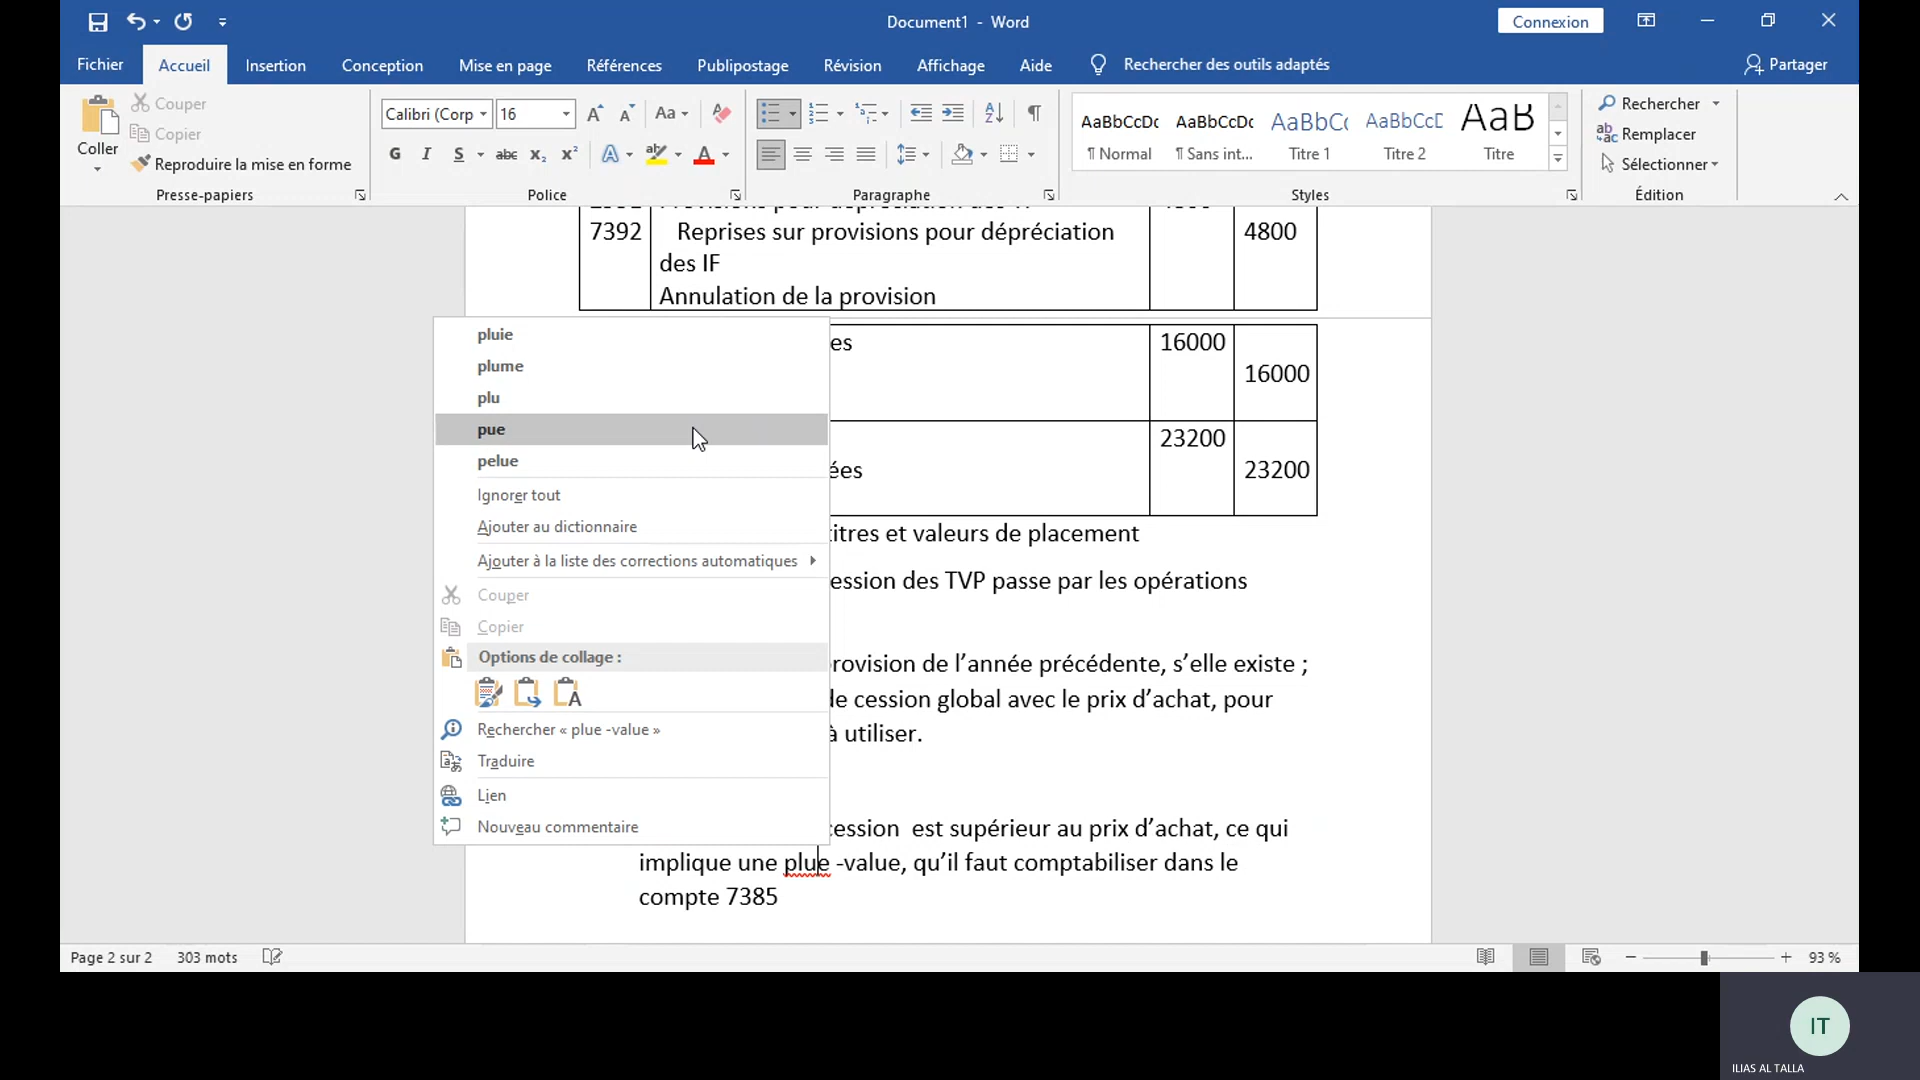 Document1 - Word
Connexion
Fichier Accueil Insertion Conception Mise en page Références Publipostage Révision Affichage Aide Rechercher des outils adaptés Partager
Coller
Couper
Copier
Reproduire la mise en forme
Presse-papiers
Calibri (Corp 16
Aa
G I S abc x₂ x² A A
Police
Paragraphe
AaBbCcDc AaBbCcDc AaBbCc AaBbCcD AaB
¶ Normal ¶ Sans int... Titre 1 Titre 2 Titre
Styles
Rechercher
Remplacer
Sélectionner
Édition
7392 Reprises sur provisions pour dépréciation 4800
des IF
Annulation de la provision
es 16000
16000
23200
ées 23200
titres et valeurs de placement
ession des TVP passe par les opérations
rovision de l’année précédente, s’elle existe ;
de cession global avec le prix d’achat, pour
à utiliser.
cession est supérieur au prix d’achat, ce qui
implique une plue -value, qu’il faut comptabiliser dans le
compte 7385
pluie
plume
plu
pue
pelue
Ignorer tout
Ajouter au dictionnaire
Ajouter à la liste des corrections automatiques
Couper
Copier
Options de collage :
Rechercher « plue -value »
Traduire
Lien
Nouveau commentaire
Page 2 sur 2 303 mots 93 %
IT
ILIAS AL TALLA